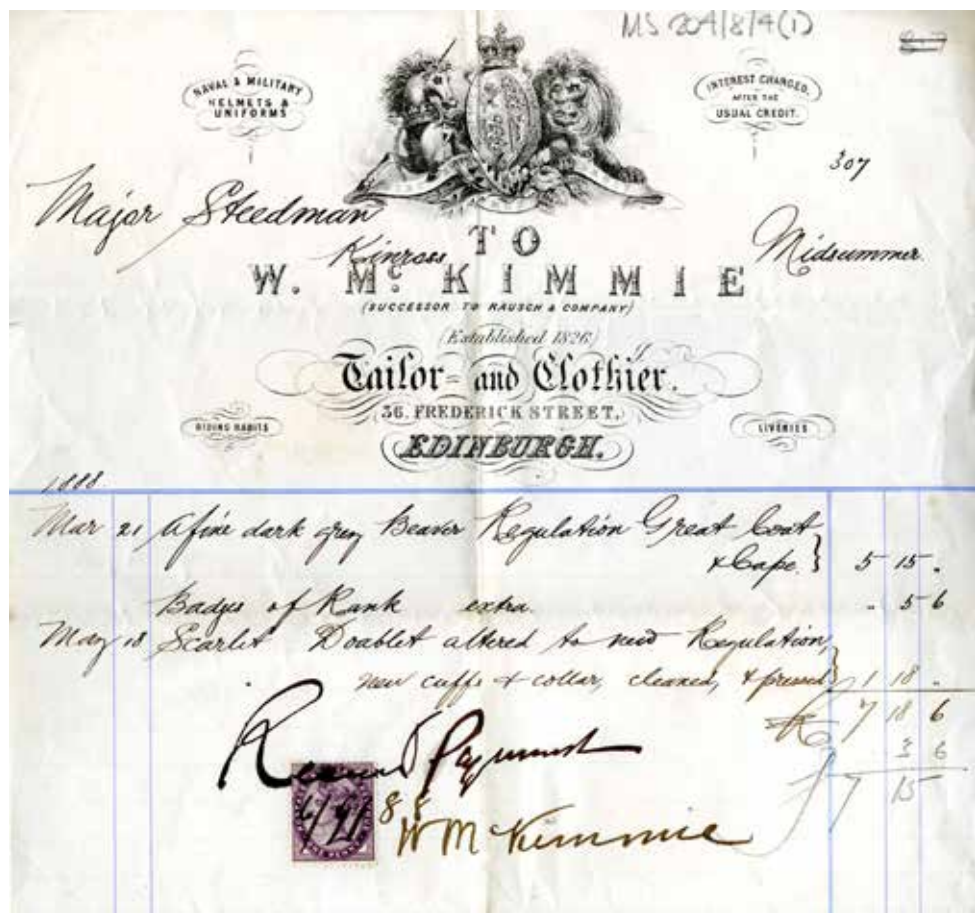 MS 204/8/4(1)
NAVAL & MILITARY
HELMETS &
UNIFORMS
INTEREST CHARGED.
AFTER THE
USUAL CREDIT.
307
Major Steedman
Kinross
TO
Midsummer.
W. Mc. KIMMIE
(SUCCESSOR TO RAUSCH & COMPANY)
(Established 1826)
Tailor= and Clothier.
36, FREDERICK STREET,
RIDING HABITS
LIVERIES
EDINBURGH.
1888.
Mar 21 A fine dark grey Beaver Regulation Great Coat
& Cape. } 5 15 .
Badges of Rank extra . 5 6
May 18 Scarlet Doublet altered to new Regulation,
new cuffs & collar, cleaned, & pressed } 1 18 .
7 18 6
3 6
7 15
Payment
88
W McKimmie
ONE PENNY